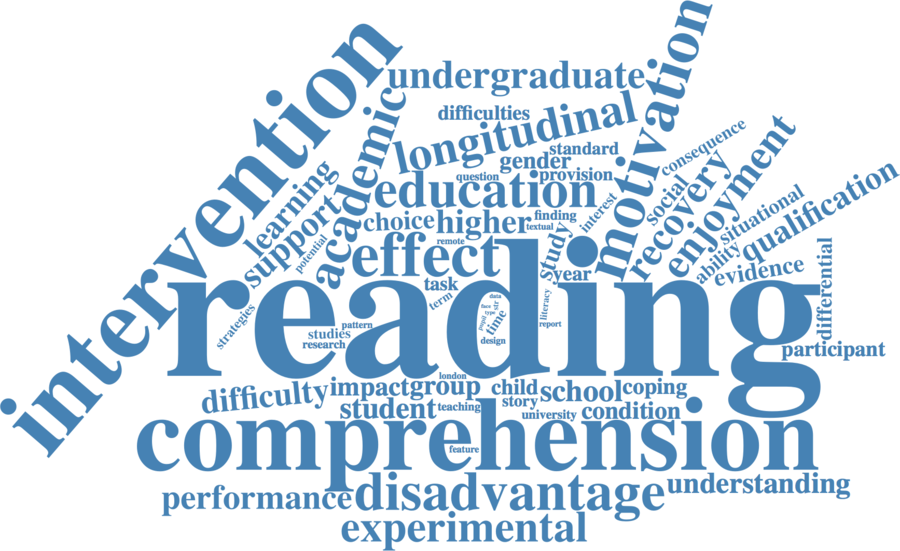 intervention
undergraduate
motivation
difficulties
academic
longitudinal
consequence
standard
gender
enjoyment
learning
question
provision
social
recovery
education
interest
situational
qualification
support
choice
higher
finding
textual
potential
effect
remote
study
year
ability
evidence
differential
reading
task
term
data
face
str
type
pupil
time
design
literacy
report
strategies
pattern
studies
research
participant
london
difficulty
impact
group
child
school
coping
story
student
teaching
university
condition
comprehension
feature
performance
disadvantage
understanding
experimental